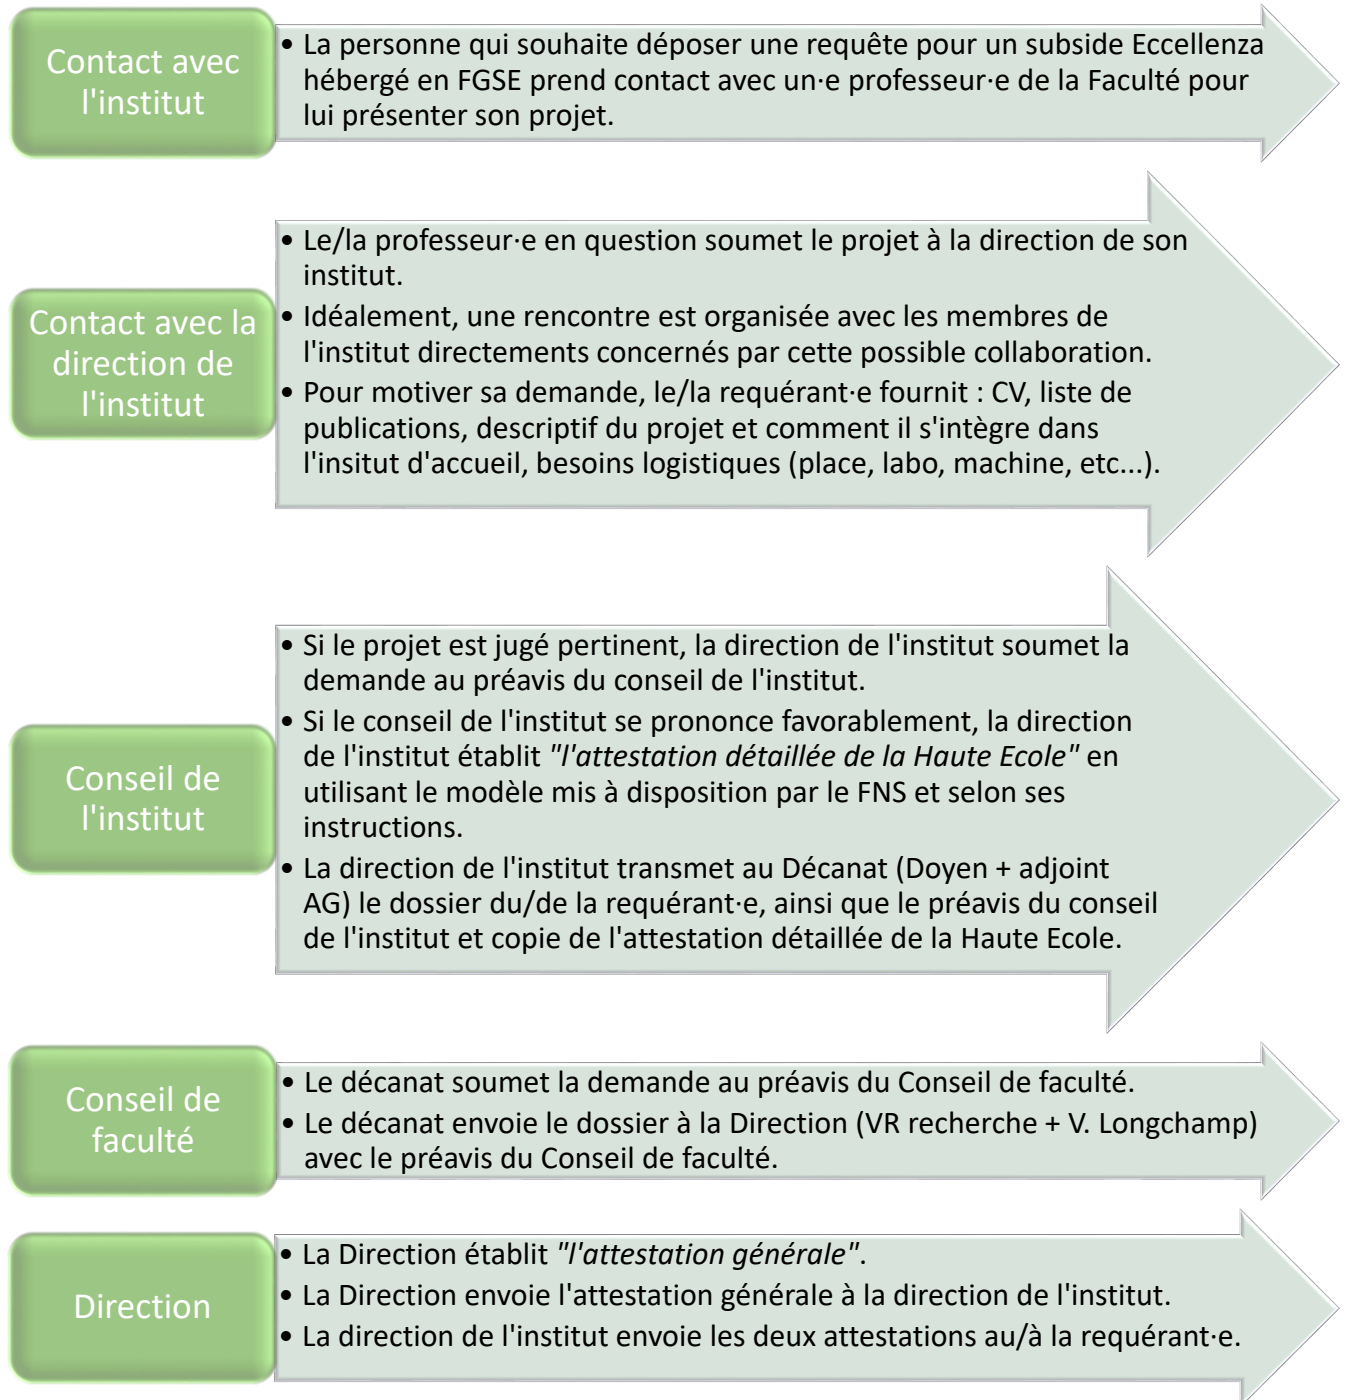 Contact avec
l'institut
• La personne qui souhaite déposer une requête pour un subside Eccellenza
hébergé en FGSE prend contact avec un·e professeur·e de la Faculté pour
lui présenter son projet.
Contact avec la
direction de
l'institut
• Le/la professeur·e en question soumet le projet à la direction de son
institut.
• Idéalement, une rencontre est organisée avec les membres de
l'institut directements concernés par cette possible collaboration.
• Pour motiver sa demande, le/la requérant·e fournit : CV, liste de
publications, descriptif du projet et comment il s'intègre dans
l'insitut d'accueil, besoins logistiques (place, labo, machine, etc...).
Conseil de
l'institut
• Si le projet est jugé pertinent, la direction de l'institut soumet la
demande au préavis du conseil de l'institut.
• Si le conseil de l'institut se prononce favorablement, la direction
de l'institut établit "l'attestation détaillée de la Haute Ecole" en
utilisant le modèle mis à disposition par le FNS et selon ses
instructions.
• La direction de l'institut transmet au Décanat (Doyen + adjoint
AG) le dossier du/de la requérant·e, ainsi que le préavis du conseil
de l'institut et copie de l'attestation détaillée de la Haute Ecole.
Conseil de
faculté
• Le décanat soumet la demande au préavis du Conseil de faculté.
• Le décanat envoie le dossier à la Direction (VR recherche + V. Longchamp)
avec le préavis du Conseil de faculté.
Direction
• La Direction établit "l'attestation générale".
• La Direction envoie l'attestation générale à la direction de l'institut.
• La direction de l'institut envoie les deux attestations au/à la requérant·e.